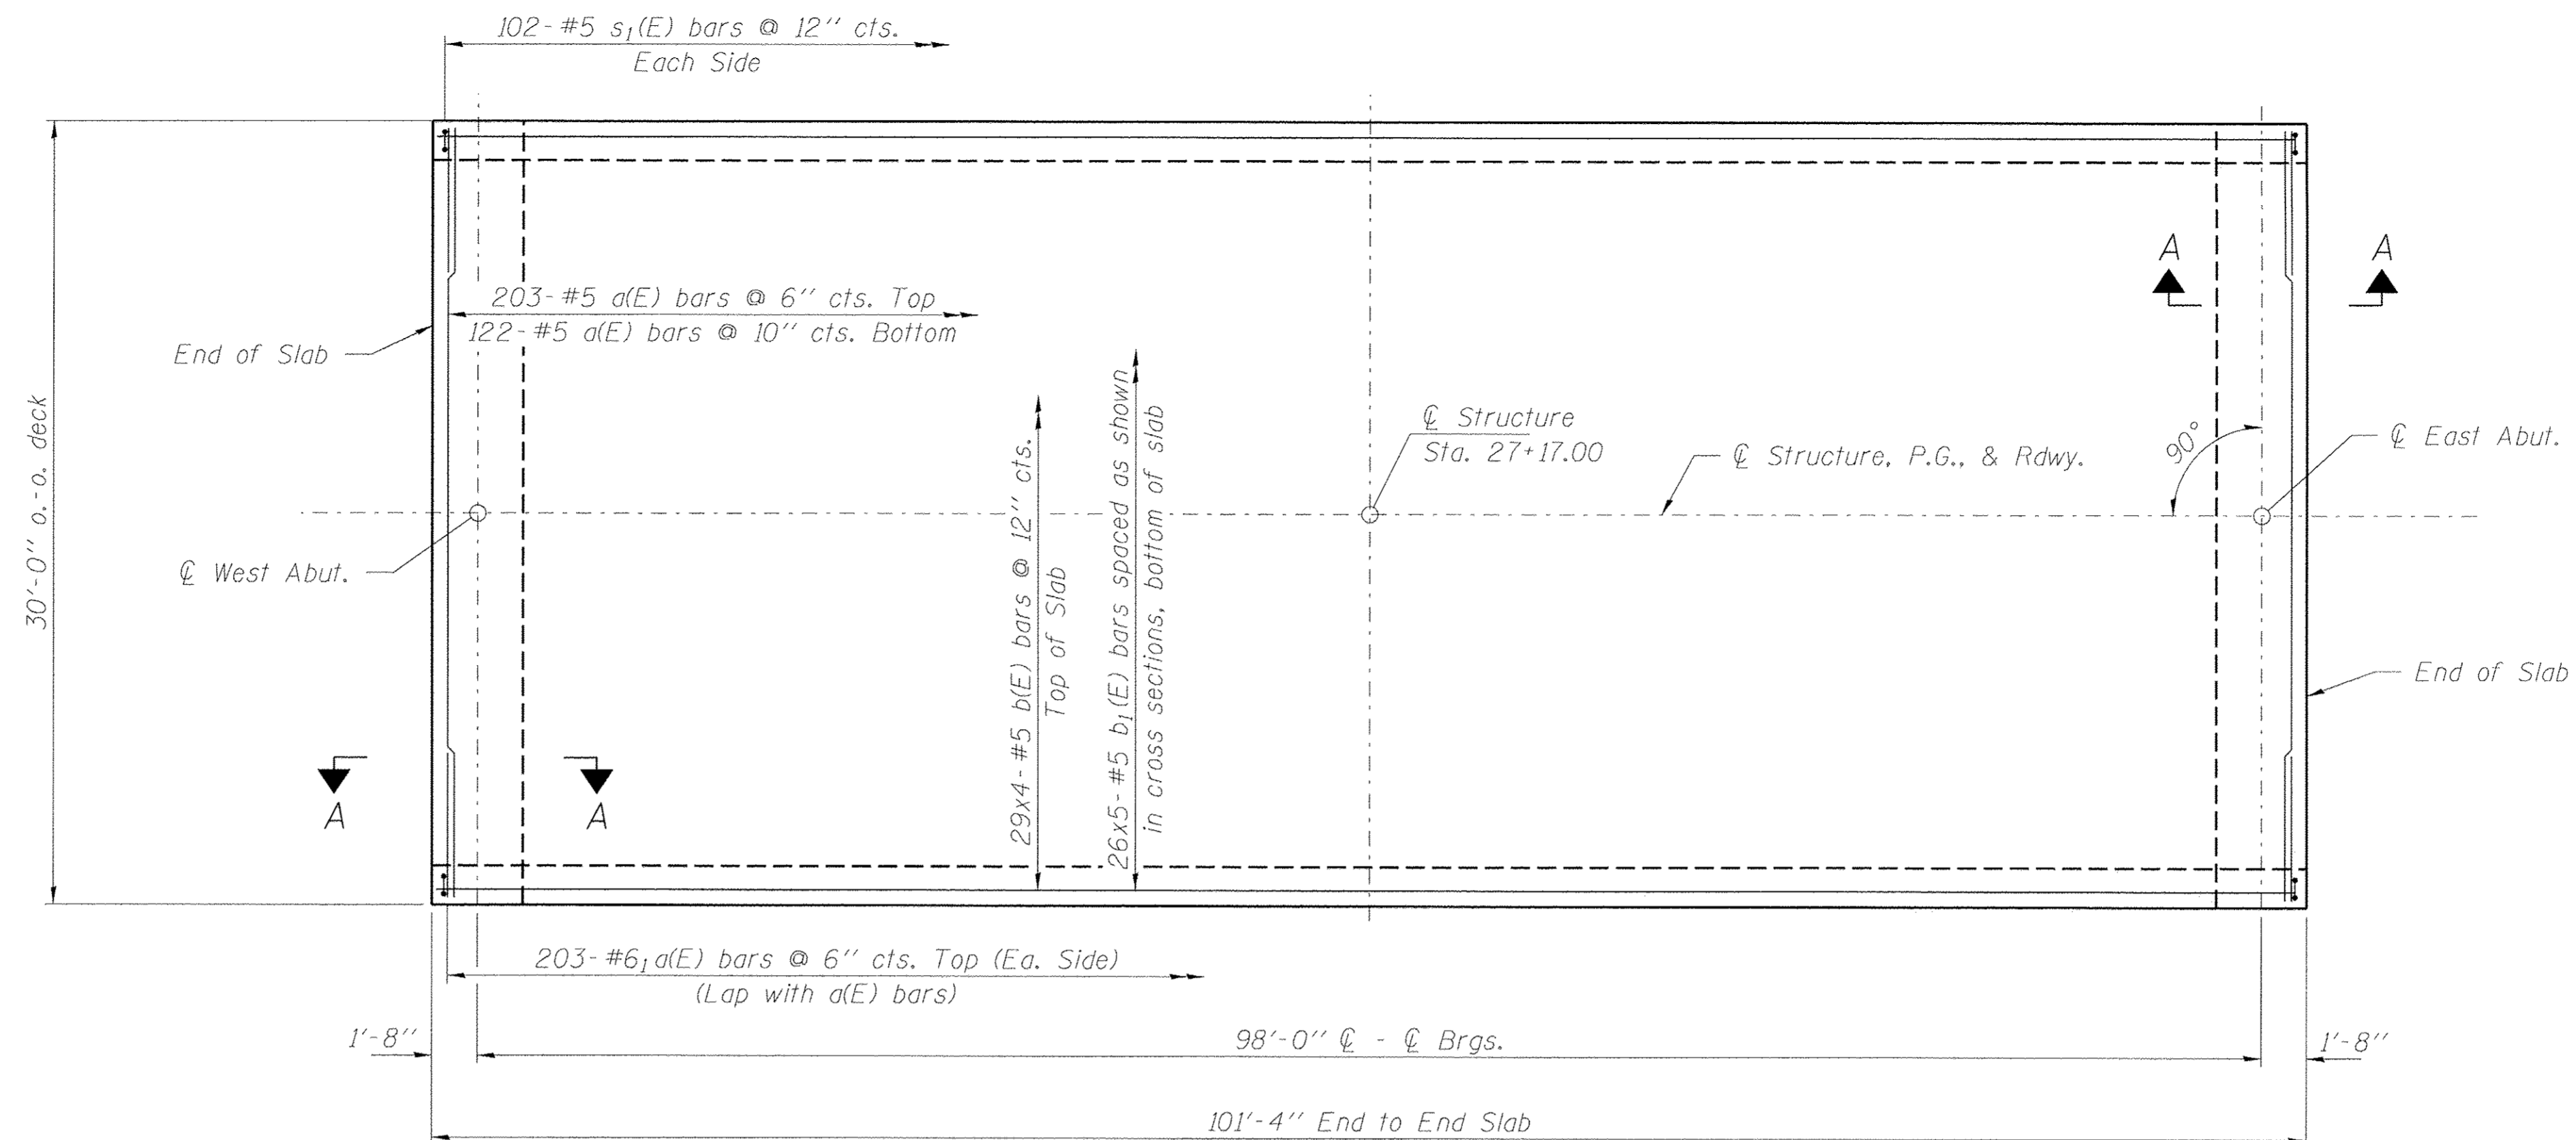 102-#5 s1(E) bars @ 12" cts.
Each Side
203-#5 a(E) bars @ 6" cts. Top
122-#5 a(E) bars @ 10" cts. Bottom
End of Slab
30'-0" o.-o. deck
℄ West Abut.
29x4-#5 b(E) bars @ 12" cts.
Top of Slab
26x5-#5 b1(E) bars spaced as shown
in cross sections, bottom of slab
℄ Structure
Sta. 27+17.00
℄ Structure, P.G., & Rdwy.
90°
A
A
℄ East Abut.
End of Slab
A
A
203-#6 1a(E) bars @ 6" cts. Top (Ea. Side)
(Lap with a(E) bars)
1'-8"
98'-0" ℄ - ℄ Brgs.
1'-8"
101'-4" End to End Slab